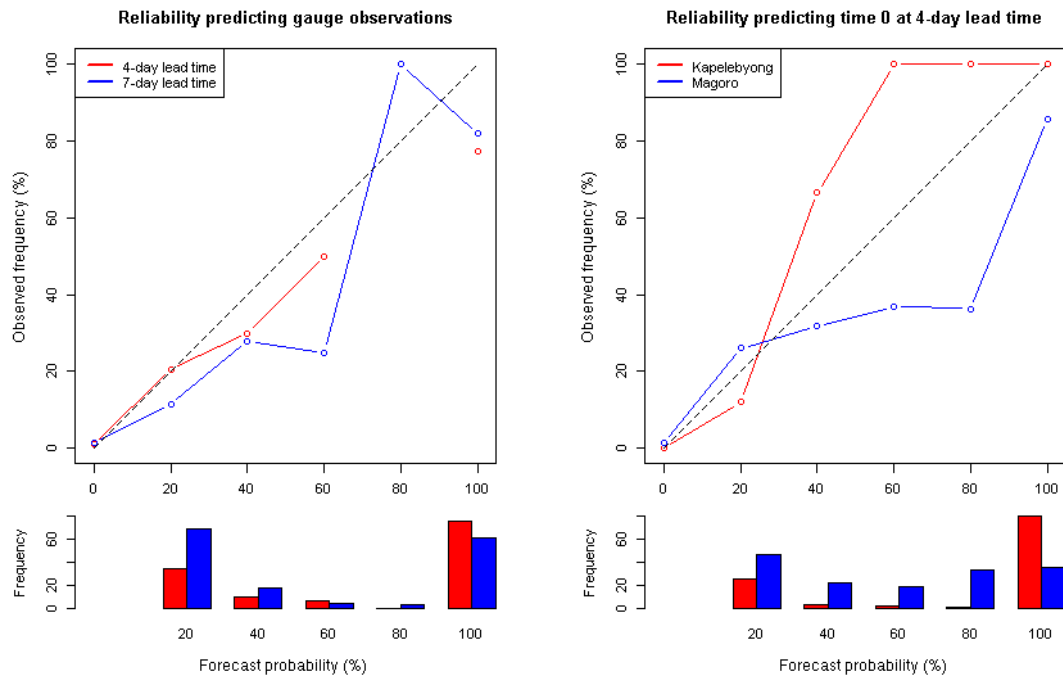 Reliability predicting gauge observations
4-day lead time
7-day lead time
Observed frequency (%)
100
80
60
40
20
0
0 20 40 60 80 100
Frequency
60
20
0
20 40 60 80 100
Forecast probability (%)
Reliability predicting time 0 at 4-day lead time
Kapelebyong
Magoro
Observed frequency (%)
100
80
60
40
20
0
0 20 40 60 80 100
Frequency
60
20
0
20 40 60 80 100
Forecast probability (%)